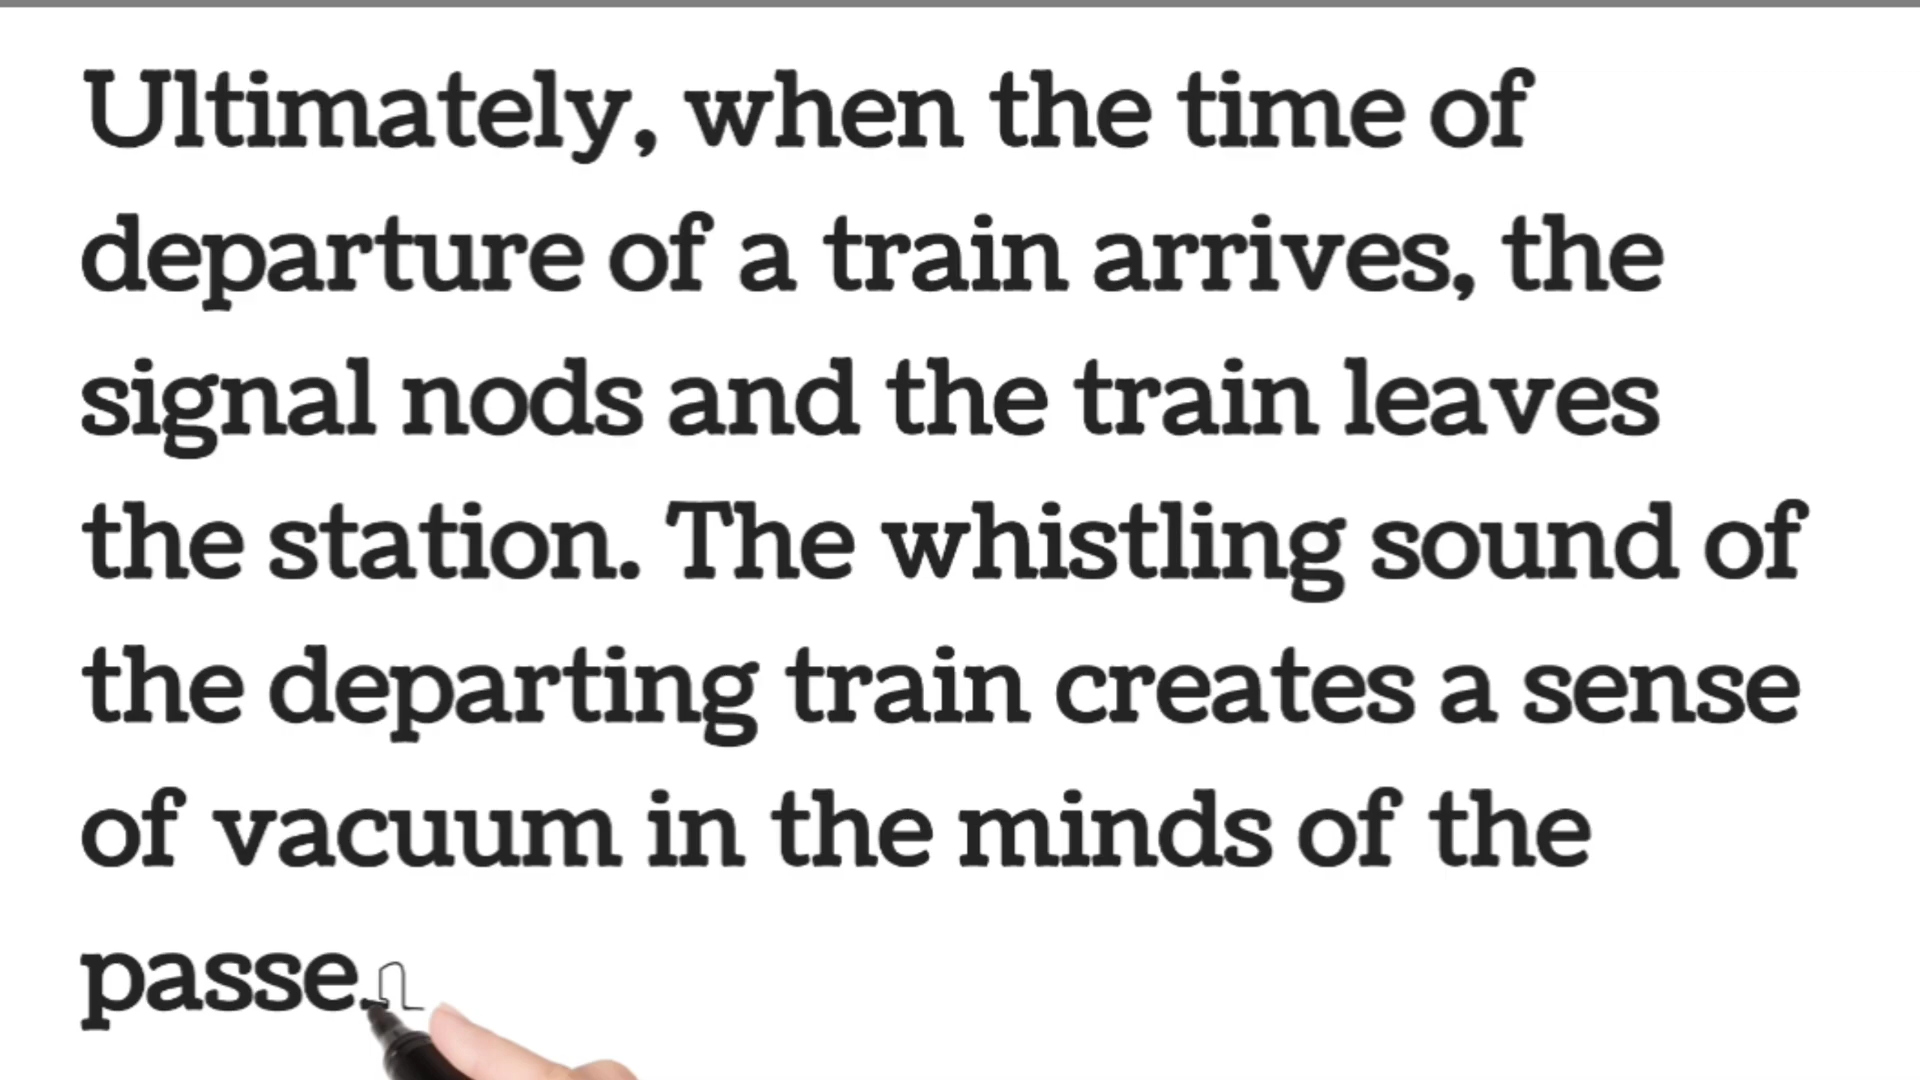 Ultimately, when the time of
departure of a train arrives, the
signal nods and the train leaves
the station. The whistling sound of
the departing train creates a sense
of vacuum in the minds of the
passen